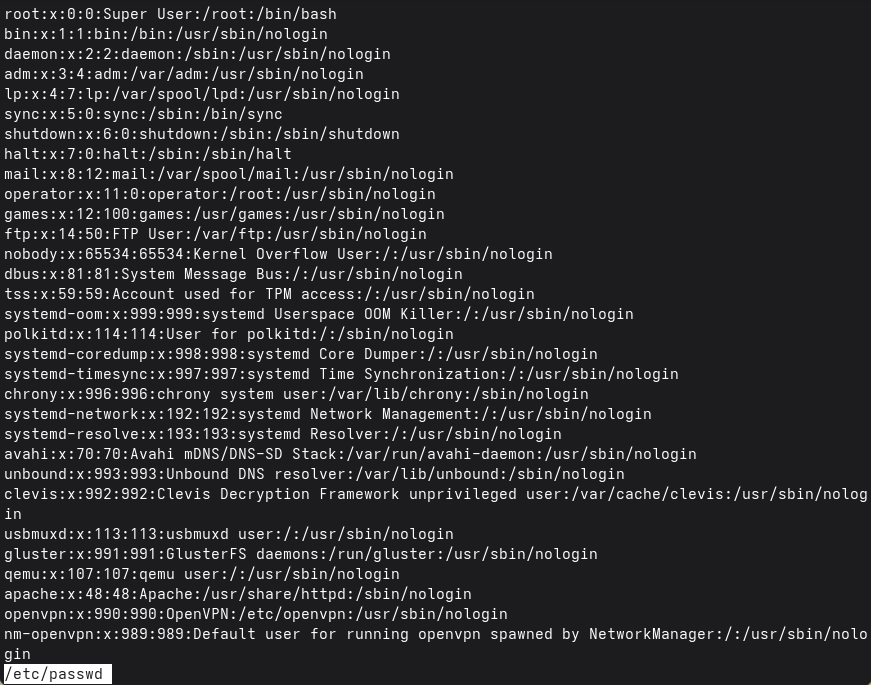 root:x:0:0:Super User:/root:/bin/bash
bin:x:1:1:bin:/bin:/usr/sbin/nologin
daemon:x:2:2:daemon:/sbin:/usr/sbin/nologin
adm:x:3:4:adm:/var/adm:/usr/sbin/nologin
lp:x:4:7:lp:/var/spool/lpd:/usr/sbin/nologin
sync:x:5:0:sync:/sbin:/bin/sync
shutdown:x:6:0:shutdown:/sbin:/sbin/shutdown
halt:x:7:0:halt:/sbin:/sbin/halt
mail:x:8:12:mail:/var/spool/mail:/usr/sbin/nologin
operator:x:11:0:operator:/root:/usr/sbin/nologin
games:x:12:100:games:/usr/games:/usr/sbin/nologin
ftp:x:14:50:FTP User:/var/ftp:/usr/sbin/nologin
nobody:x:65534:65534:Kernel Overflow User:/:/usr/sbin/nologin
dbus:x:81:81:System Message Bus:/:/usr/sbin/nologin
tss:x:59:59:Account used for TPM access:/:/usr/sbin/nologin
systemd-oom:x:999:999:systemd Userspace OOM Killer:/:/usr/sbin/nologin
polkitd:x:114:114:User for polkitd:/:/sbin/nologin
systemd-coredump:x:998:998:systemd Core Dumper:/:/usr/sbin/nologin
systemd-timesync:x:997:997:systemd Time Synchronization:/:/usr/sbin/nologin
chrony:x:996:996:chrony system user:/var/lib/chrony:/sbin/nologin
systemd-network:x:192:192:systemd Network Management:/:/usr/sbin/nologin
systemd-resolve:x:193:193:systemd Resolver:/:/usr/sbin/nologin
avahi:x:70:70:Avahi mDNS/DNS-SD Stack:/var/run/avahi-daemon:/usr/sbin/nologin
unbound:x:993:993:Unbound DNS resolver:/var/lib/unbound:/sbin/nologin
clevis:x:992:992:Clevis Decryption Framework unprivileged user:/var/cache/clevis:/usr/sbin/nolog
in
usbmuxd:x:113:113:usbmuxd user:/:/usr/sbin/nologin
gluster:x:991:991:GlusterFS daemons:/run/gluster:/usr/sbin/nologin
qemu:x:107:107:qemu user:/:/usr/sbin/nologin
apache:x:48:48:Apache:/usr/share/httpd:/sbin/nologin
openvpn:x:990:990:OpenVPN:/etc/openvpn:/usr/sbin/nologin
nm-openvpn:x:989:989:Default user for running openvpn spawned by NetworkManager:/:/usr/sbin/nolo
gin
/etc/passwd